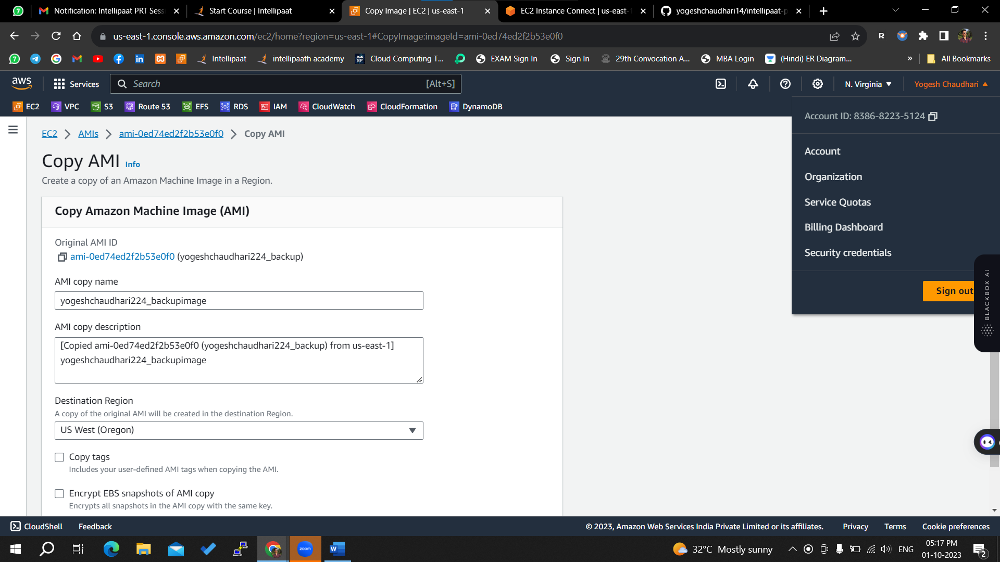 Notification: Intellipaat PRT Sess
Start Course | Intellipaat
Copy Image | EC2 | us-east-1
EC2 Instance Connect | us-east-1
yogeshchaudhari14/intellipaat-p
us-east-1.console.aws.amazon.com/ec2/home?region=us-east-1#CopyImage:imageId=ami-0ed74ed2f2b53e0f0
R
Intellipaat
intellipaath academy
Cloud Computing T...
EXAM Sign In
Sign In
29th Convocation A...
MBA Login
(Hindi) ER Diagram...
»
All Bookmarks
aws
Services
Search
[Alt+S]
N. Virginia
Yogesh Chaudhari
EC2
VPC
S3
Route 53
EFS
RDS
IAM
CloudWatch
CloudFormation
DynamoDB
Account ID: 8386-8223-5124
Account
Organization
Service Quotas
Billing Dashboard
Security credentials
Sign out
BLACKBOX AI
EC2 > AMIs > ami-0ed74ed2f2b53e0f0 > Copy AMI
Copy AMI Info
Create a copy of an Amazon Machine Image in a Region.
Copy Amazon Machine Image (AMI)
Original AMI ID
ami-0ed74ed2f2b53e0f0 (yogeshchaudhari224_backup)
AMI copy name
yogeshchaudhari224_backupimage
AMI copy description
[Copied ami-0ed74ed2f2b53e0f0 (yogeshchaudhari224_backup) from us-east-1]
yogeshchaudhari224_backupimage
Destination Region
A copy of the original AMI will be created in the destination Region.
US West (Oregon)
Copy tags
Includes your user-defined AMI tags when copying the AMI.
Encrypt EBS snapshots of AMI copy
Encrypts all snapshots in the AMI copy with the same key.
CloudShell
Feedback
© 2023, Amazon Web Services India Private Limited or its affiliates.
Privacy
Terms
Cookie preferences
zoom
W
32°C Mostly sunny
ENG
05:17 PM
01-10-2023
2